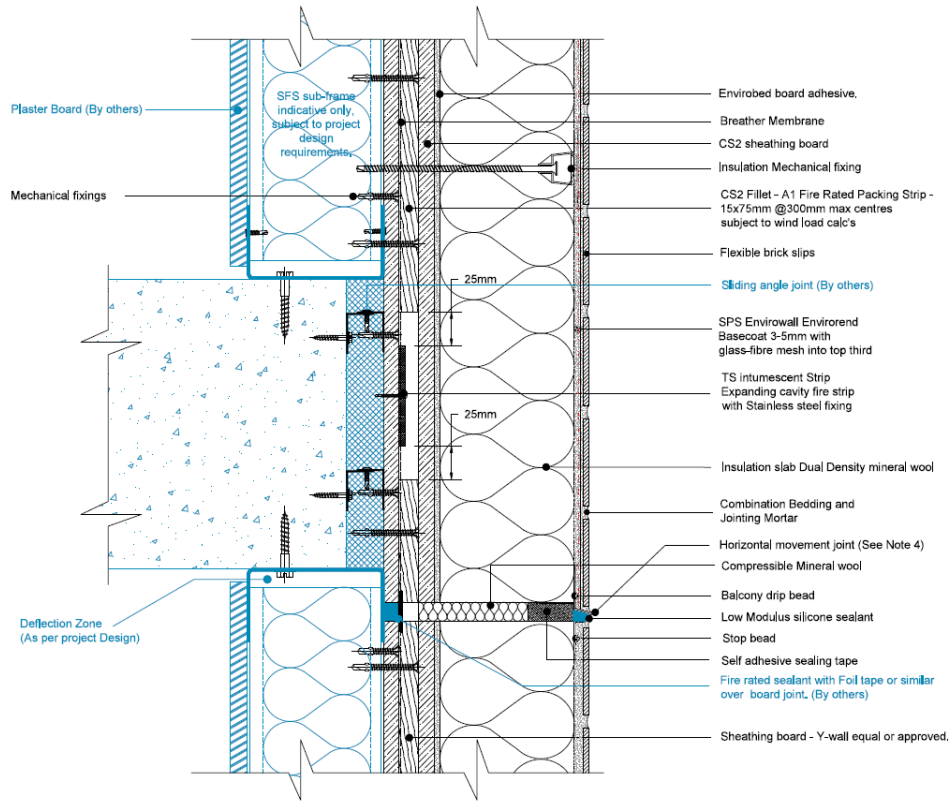 SFS sub-frame
indicative only,
subject to project
design
requirements.
Plaster Board (By others)
Mechanical fixings
Deflection Zone
(As per project Design)
25mm
25mm
Envirobed board adhesive.
Breather Membrane
CS2 sheathing board
Insulation Mechanical fixing
CS2 Fillet - A1 Fire Rated Packing Strip -
15x75mm @300mm max centres
subject to wind load calc's
Flexible brick slips
Sliding angle joint (By others)
SPS Envirowall Envirorend
Basecoat 3-5mm with
glass-fibre mesh into top third
TS intumescent Strip
Expanding cavity fire strip
with Stainless steel fixing
Insulation slab Dual Density mineral wool
Combination Bedding and
Jointing Mortar
Horizontal movement joint (See Note 4)
Compressible Mineral wool
Balcony drip bead
Low Modulus silicone sealant
Stop bead
Self adhesive sealing tape
Fire rated sealant with Foil tape or similar
over board joint. (By others)
Sheathing board - Y-wall equal or approved.